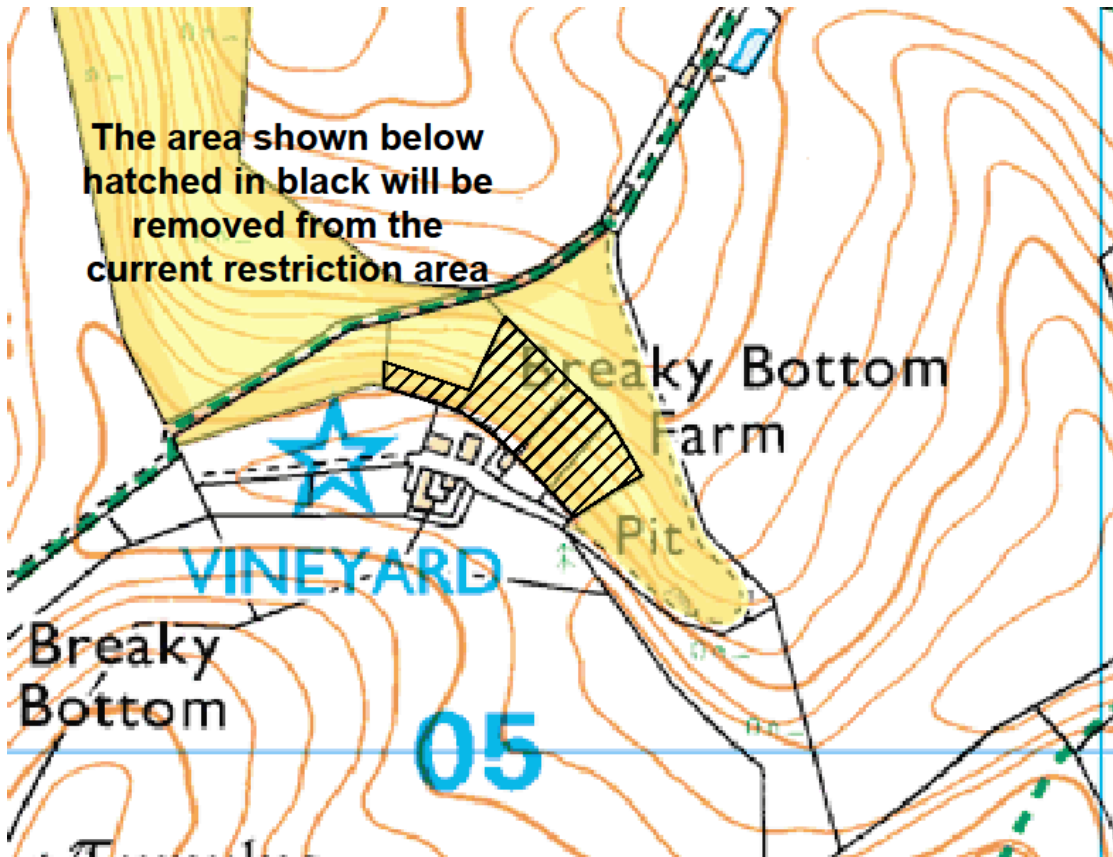 The area shown below
hatched in black will be
removed from the
current restriction area
Breaky Bottom
Farm
Pit
VINEYARD
Breaky
Bottom
05